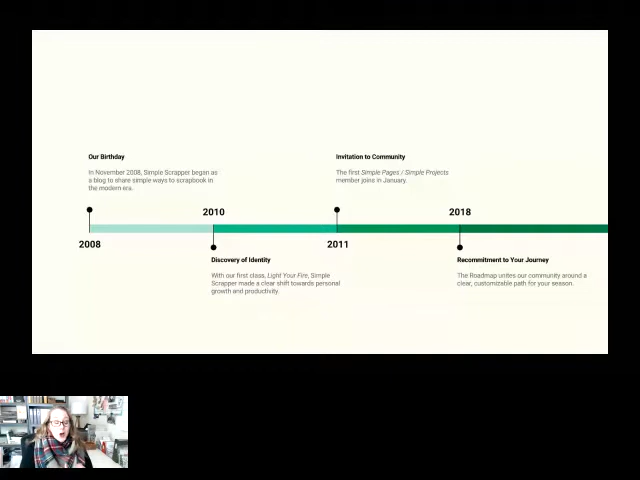 Our Birthday
In November 2008, Simple Scrapper began as
a blog to share simple ways to scrapbook in
the modern era.
Invitation to Community
The first Simple Pages / Simple Projects
member joins in January.
2010
2018
2008
2011
Discovery of Identity
With our first class, Light Your Fire, Simple
Scrapper made a clear shift towards personal
growth and productivity.
Recommitment to Your Journey
The Roadmap unites our community around a
clear, customizable path for your season.